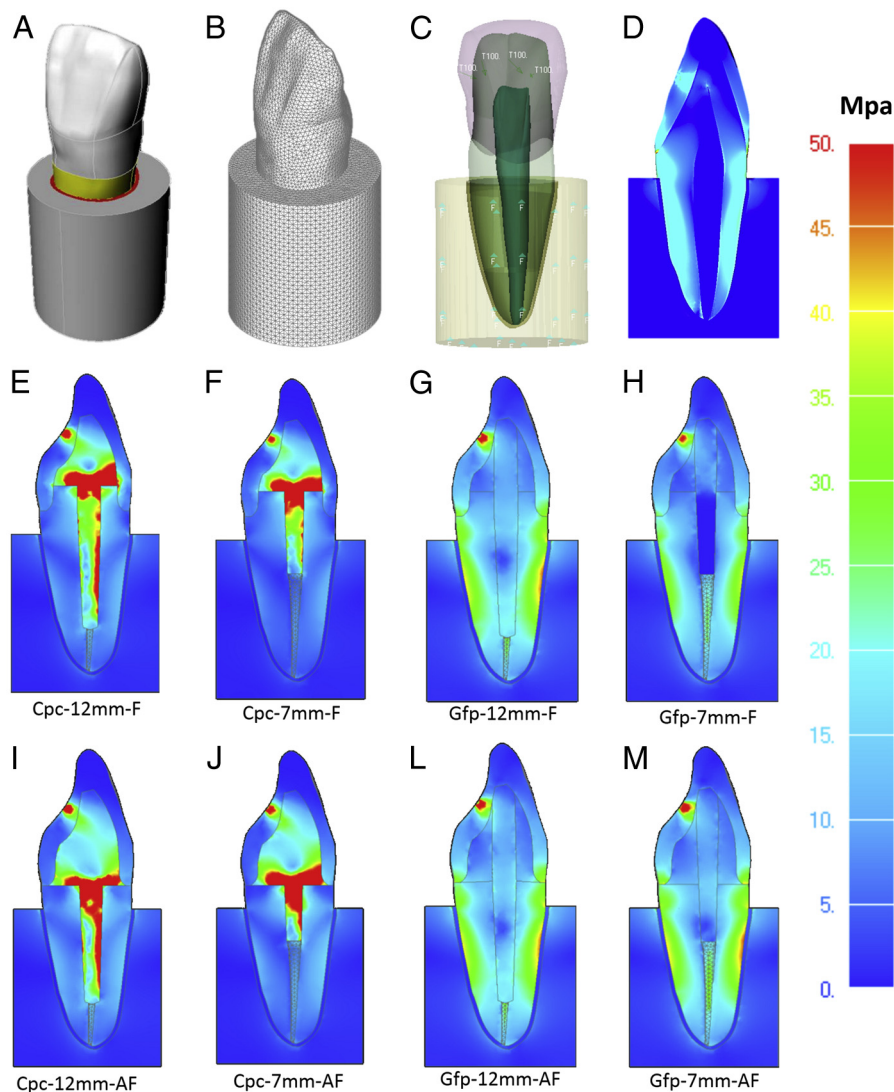 A
B
C
D
Mpa
T100.
T100.
T100.
T100.
F
F
F
F
F
F
F
F
F
F
50.
45.
40.
35.
30.
25.
20.
15.
10.
5.
0.
E
F
G
H
Cpc-12mm-F
Cpc-7mm-F
Gfp-12mm-F
Gfp-7mm-F
I
J
L
M
Cpc-12mm-AF
Cpc-7mm-AF
Gfp-12mm-AF
Gfp-7mm-AF